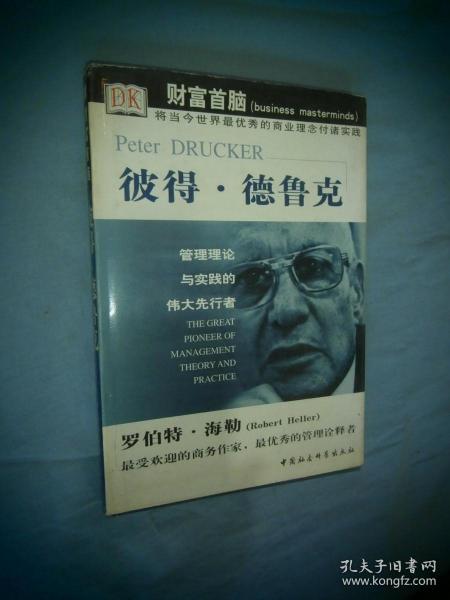 DK
财富首脑 (business masterminds)
将当今世界最优秀的商业理念付诸实践
Peter DRUCKER
彼得·德鲁克
管理理论
与实践的
伟大先行者
THE GREAT
PIONEER OF
MANAGEMENT
THEORY AND
PRACTICE
罗伯特·海勒 (Robert Heller)
最受欢迎的商务作家，最优秀的管理诠释者
中国社会科学出版社
孔夫子旧书网
www.kongfz.com